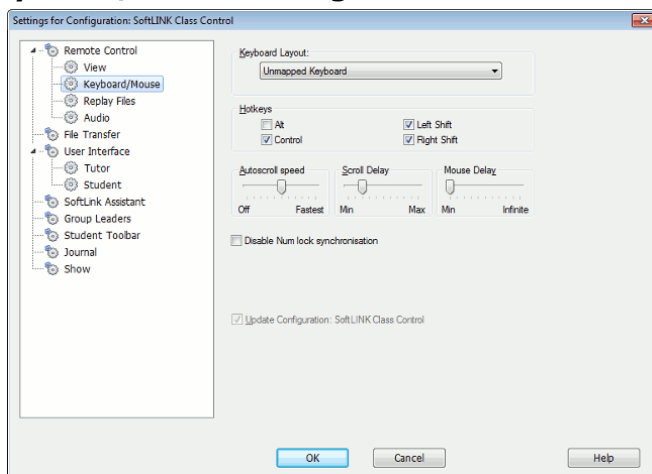 Settings for Configuration: SoftLINK Class Control
Remote Control
View
Keyboard/Mouse
Replay Files
Audio
File Transfer
User Interface
Tutor
Student
SoftLink Assistant
Group Leaders
Student Toolbar
Journal
Show
Keyboard Layout:
Unmapped Keyboard
Hotkeys
Alt Left Shift
Control Right Shift
Autoscroll speed Scroll Delay Mouse Delay
Off Fastest Min Max Min Infinite
Disable Num lock synchronisation
Update Configuration: SoftLINK Class Control
OK Cancel Help